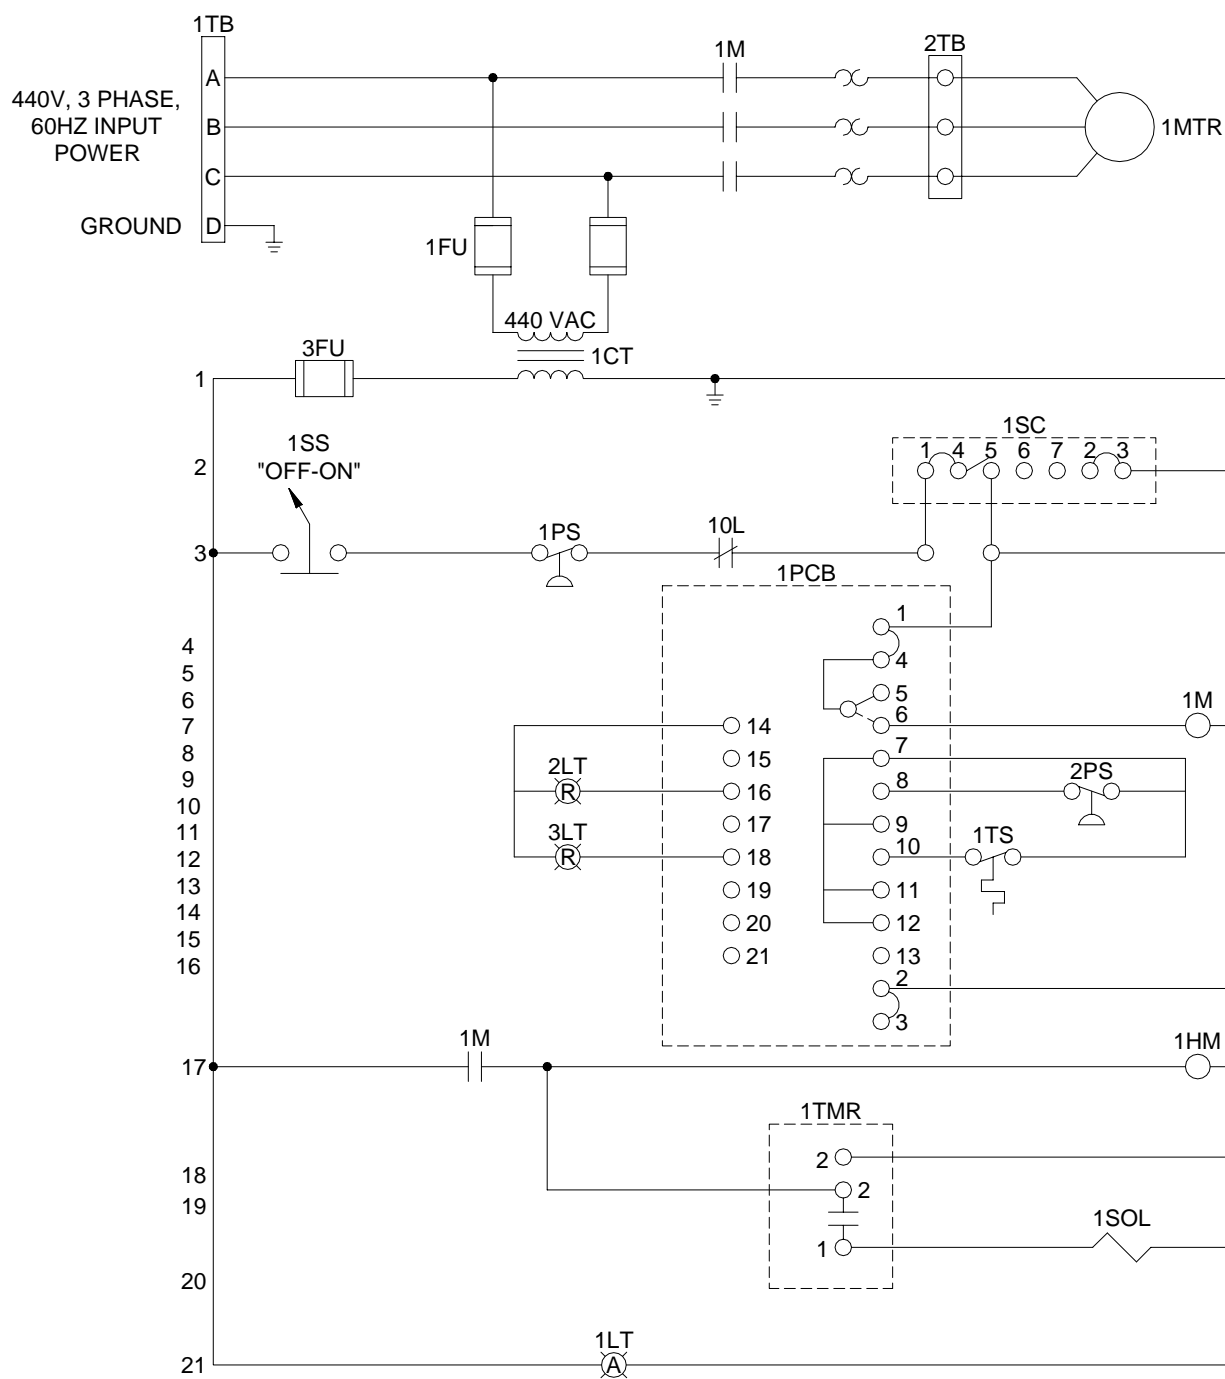 1TB
1M
2TB
A
440V, 3 PHASE,
60HZ INPUT
POWER
B
1MTR
C
GROUND
D
1FU
440 VAC
3FU
1CT
1
1SS
"OFF-ON"
1SC
1 4 5 6 7 2 3
2
1PS
10L
3
1PCB
1
4
4
5
5
6
6
1M
7
14
7
8
15
2LT
2PS
9
R
16
8
10
17
9
11
3LT
1TS
12
R
18
10
13
19
11
14
20
12
15
21
13
16
2
3
1M
1HM
17
1TMR
2
18
2
19
1SOL
1
20
1LT
21
A